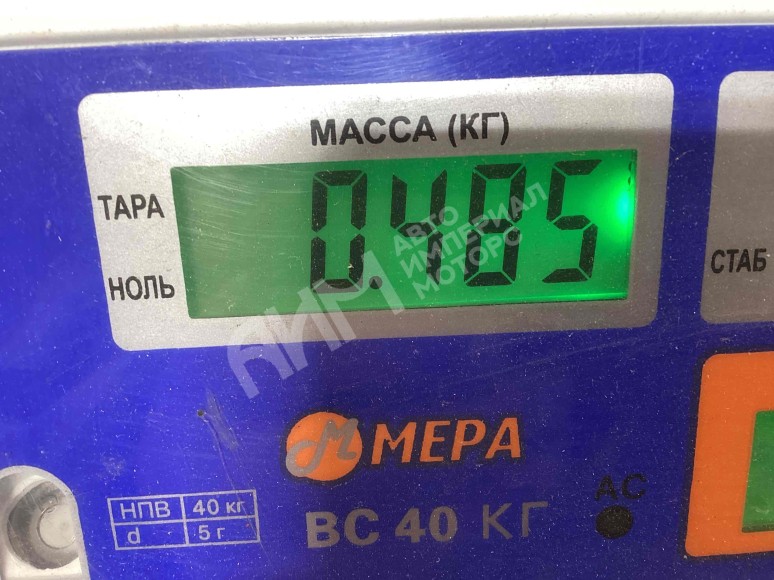 МАССА (КГ)
ТАРА
0.485
НОЛЬ
СТАБ
АИМ
АВТО
ИМПЕРИАЛ
МОТОРС
МЕРА
НПВ 40 кг
d 5 г
ВС 40 КГ
АС